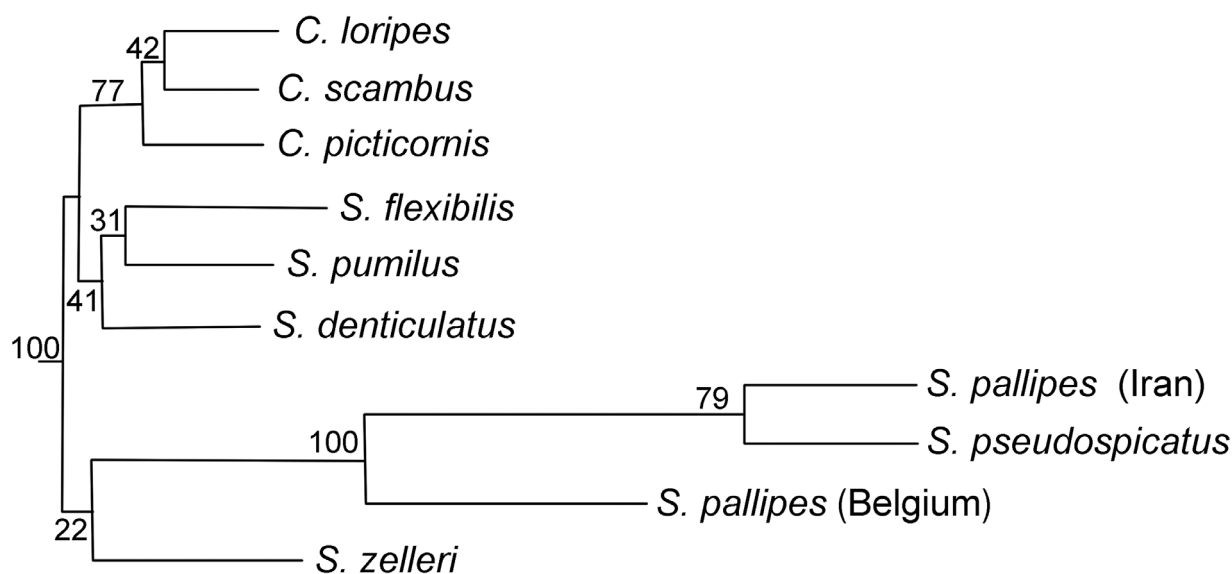 42
C. loripes
C. scambus
77
C. picticornis
S. flexibilis
31
S. pumilus
41
S. denticulatus
100
S. pallipes (Iran)
79
S. pseudospicatus
100
S. pallipes (Belgium)
22
S. zelleri